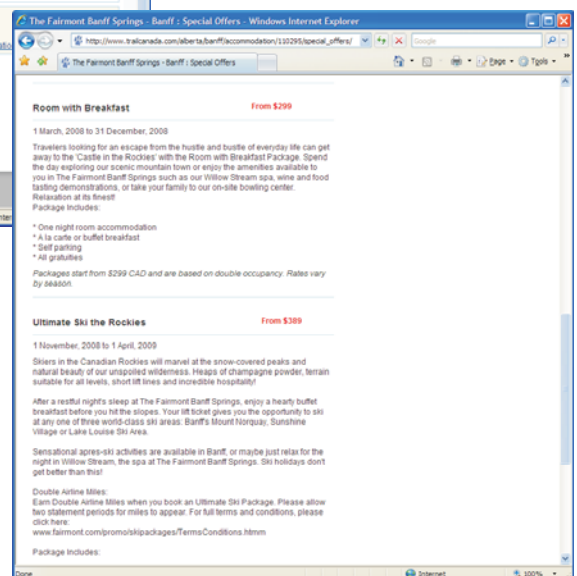 The Fairmont Banff Springs - Banff : Special Offers - Windows Internet Explorer
http://www.trailcanada.com/alberta/banff/accommodation/110295/special_offers/
Google
The Fairmont Banff Springs - Banff : Special Offers
Page
Tools
Room with Breakfast From $299
1 March, 2008 to 31 December, 2008
Travelers looking for an escape from the hustle and bustle of everyday life can get
away to the 'Castle in the Rockies' with the Room with Breakfast Package. Spend
the day exploring our scenic mountain town or enjoy the amenities available to
you in The Fairmont Banff Springs such as our Willow Stream spa, wine and food
tasting demonstrations, or take your family to our on-site bowling center.
Relaxation at its finest!
Package Includes:
* One night room accommodation
* A la carte or buffet breakfast
* Self parking
* All gratuities
Packages start from $299 CAD and are based on double occupancy. Rates vary
by season.
Ultimate Ski the Rockies From $389
1 November, 2008 to 1 April, 2009
Skiers in the Canadian Rockies will marvel at the snow-covered peaks and
natural beauty of our unspoiled wilderness. Heaps of champagne powder, terrain
suitable for all levels, short lift lines and incredible hospitality!
After a restful night's sleep at The Fairmont Banff Springs, enjoy a hearty buffet
breakfast before you hit the slopes. Your lift ticket gives you the opportunity to ski
at any one of three world-class ski areas: Banff's Mount Norquay, Sunshine
Village or Lake Louise Ski Area.
Sensational apres-ski activities are available in Banff, or maybe just relax for the
night in Willow Stream, the spa at The Fairmont Banff Springs. Ski holidays don't
get better than this!
Double Airline Miles:
Earn Double Airline Miles when you book an Ultimate Ski Package. Please allow
two statement periods for miles to appear. For full terms and conditions, please
click here:
www.fairmont.com/promo/skipackages/TermsConditions.htmm
Package Includes:
Done
Internet
100%